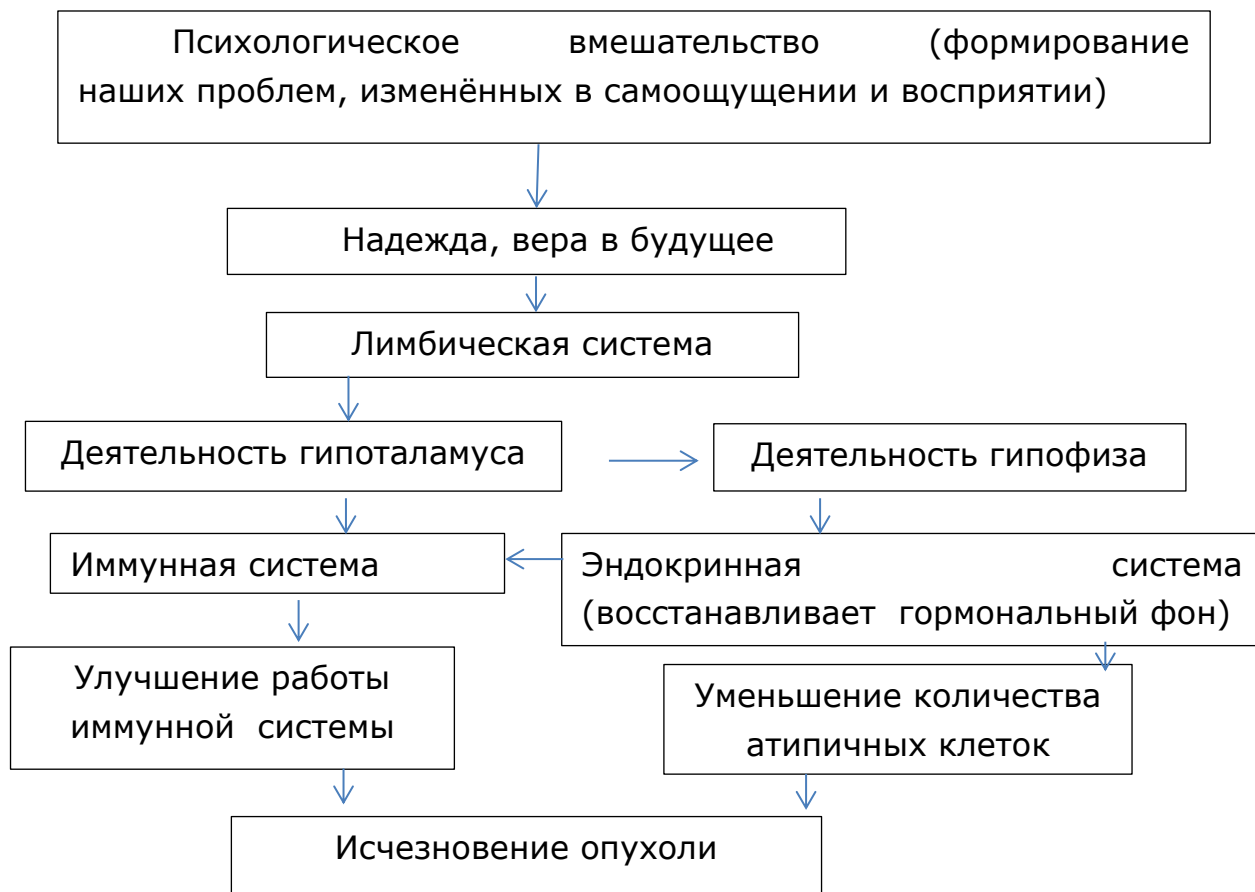 Психологическое вмешательство (формирование
наших проблем, изменённых в самоощущении и восприятии)
Надежда, вера в будущее
Лимбическая система
Деятельность гипоталамуса
Деятельность гипофиза
Иммунная система
Эндокринная система
(восстанавливает гормональный фон)
Улучшение работы
иммунной системы
Уменьшение количества
атипичных клеток
Исчезновение опухоли